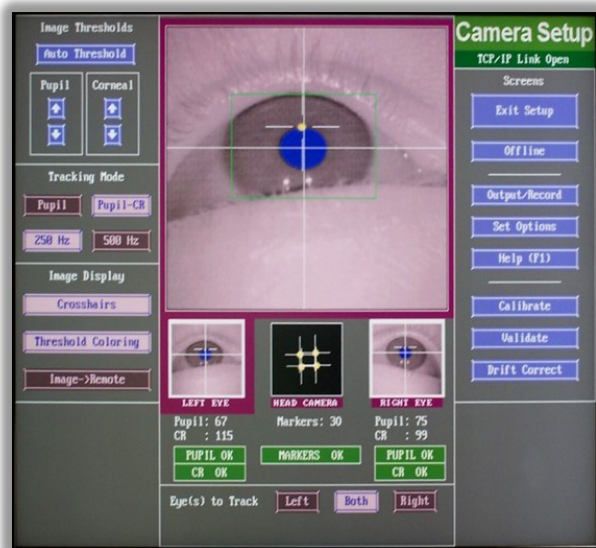 Image Thresholds
Auto Threshold
Pupil Corneal
Tracking Mode
Pupil Pupil-CR
250 Hz 500 Hz
Image Display
Crosshairs
Threshold Coloring
Image->Remote
LEFT EYE HEAD CAMERA RIGHT EYE
Pupil: 67 Markers: 30 Pupil: 75
CR : 115 CR : 99
PUPIL OK MARKERS OK PUPIL OK
CR OK CR OK
Eye(s) to Track Left Both Right
Camera Setup
TCP/IP Link Open
Screens
Exit Setup
Offline
Output/Record
Set Options
Help (F1)
Calibrate
Validate
Drift Correct